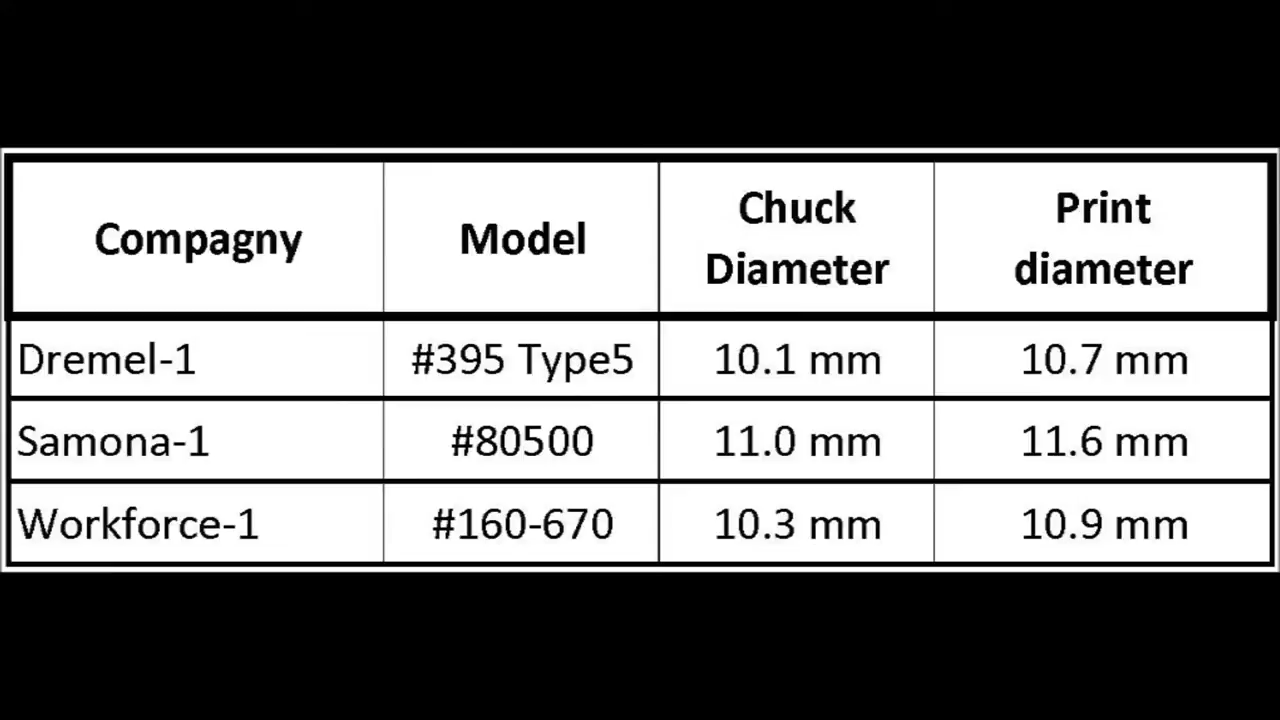 Compagny Model Chuck Diameter Print diameter
Dremel-1 #395 Type5 10.1 mm 10.7 mm
Samona-1 #80500 11.0 mm 11.6 mm
Workforce-1 #160-670 10.3 mm 10.9 mm